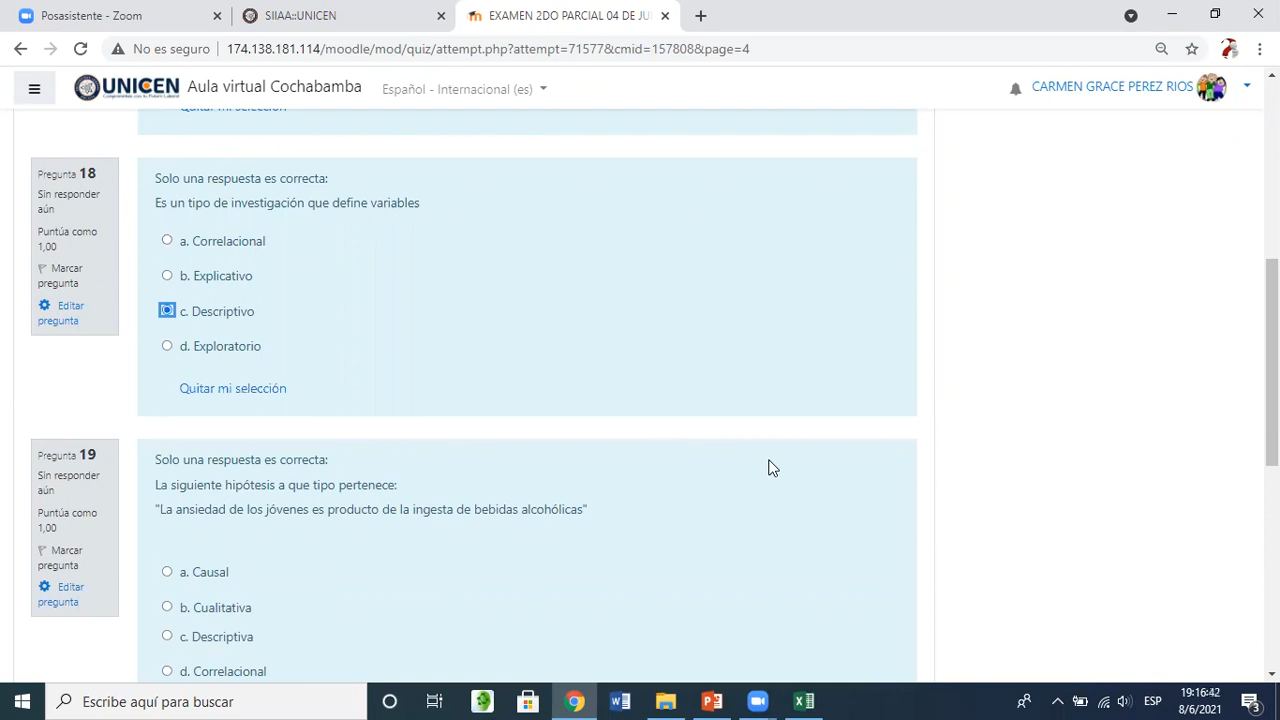 Posasistente - Zoom
SIIAA::UNICEN
EXAMEN 2DO PARCIAL 04 DE JU
No es seguro
174.138.181.114/moodle/mod/quiz/attempt.php?attempt=71577&cmid=157808&page=4
UNICEN
Aula virtual Cochabamba
Español - Internacional (es)
CARMEN GRACE PEREZ RIOS
Quitar mi selección
Pregunta 18
Sin responder
aún
Puntúa como
1,00
Marcar
pregunta
Editar
pregunta
Solo una respuesta es correcta:
Es un tipo de investigación que define variables
a. Correlacional
b. Explicativo
c. Descriptivo
d. Exploratorio
Quitar mi selección
Pregunta 19
Sin responder
aún
Puntúa como
1,00
Marcar
pregunta
Editar
pregunta
Solo una respuesta es correcta:
La siguiente hipótesis a que tipo pertenece:
"La ansiedad de los jóvenes es producto de la ingesta de bebidas alcohólicas"
a. Causal
b. Cualitativa
c. Descriptiva
d. Correlacional
Escribe aquí para buscar
ESP
19:16:42
8/6/2021
3